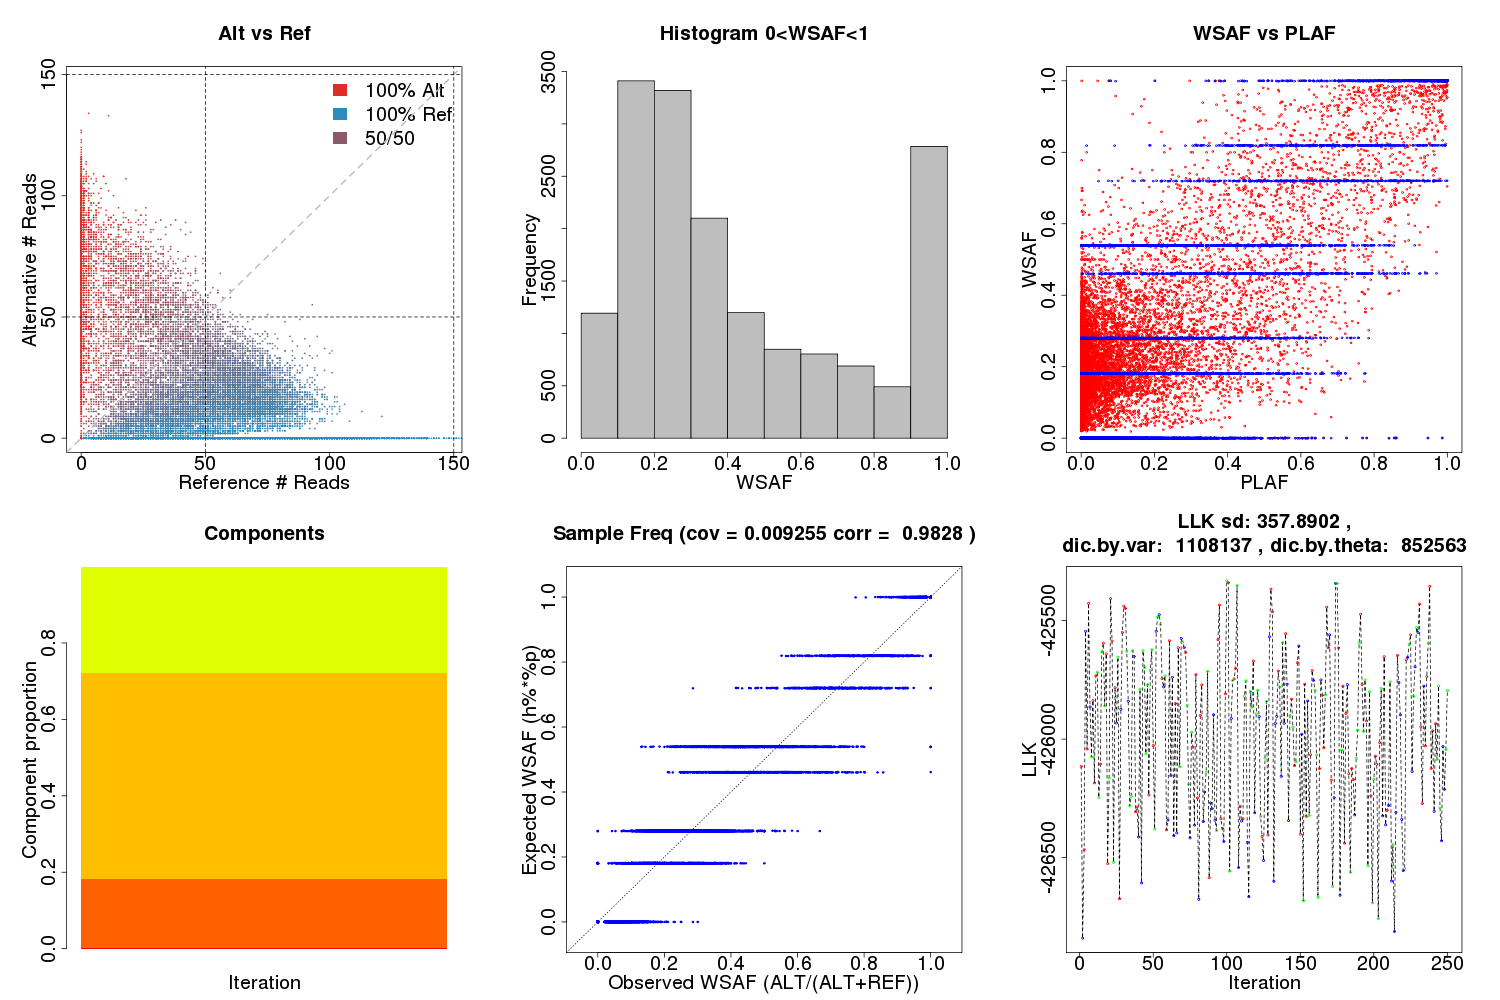 Alt vs Ref
Alternative # Reads
150
100
50
0
100% Alt
100% Ref
50/50
0 50 100 150
Reference # Reads
Histogram 0<WSAF<1
Frequency
3500
2500
1500
500
0
0.0 0.2 0.4 0.6 0.8 1.0
WSAF
WSAF vs PLAF
WSAF
1.0
0.8
0.6
0.4
0.2
0.0
0.0 0.2 0.4 0.6 0.8 1.0
PLAF
Components
Component proportion
0.8
0.6
0.4
0.2
0.0
Iteration
Sample Freq (cov = 0.009255 corr = 0.9828 )
Expected WSAF (h%*%p)
1.0
0.8
0.6
0.4
0.2
0.0
0.0 0.2 0.4 0.6 0.8 1.0
Observed WSAF (ALT/(ALT+REF))
LLK sd: 357.8902 ,
dic.by.var: 1108137 , dic.by.theta: 852563
LLK
-425500
-426000
-426500
0 50 100 150 200 250
Iteration